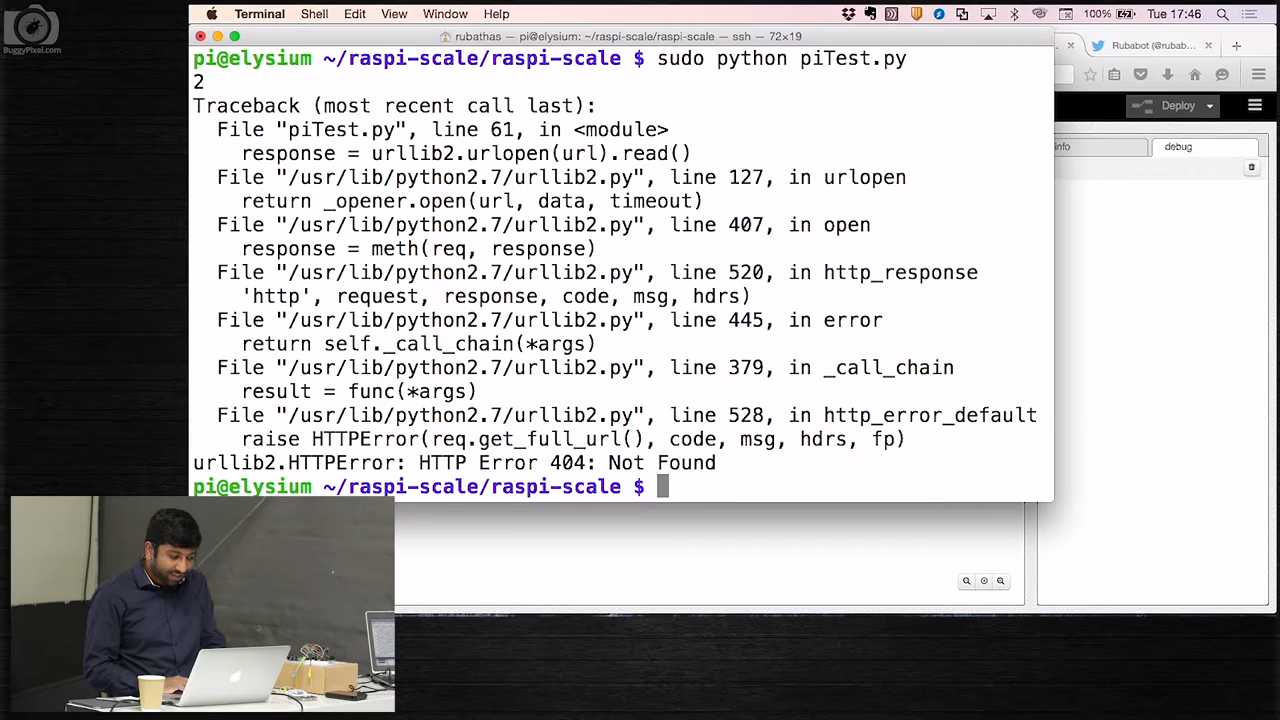 BuggyPixel.com
Terminal Shell Edit View Window Help
100% Tue 17:46
rubathas — pi@elysium: ~/raspi-scale/raspi-scale — ssh — 72×19
Rubabot (@rubab...
pi@elysium ~/raspi-scale/raspi-scale $ sudo python piTest.py
2
Traceback (most recent call last):
File "piTest.py", line 61, in <module>
response = urllib2.urlopen(url).read()
File "/usr/lib/python2.7/urllib2.py", line 127, in urlopen
return _opener.open(url, data, timeout)
File "/usr/lib/python2.7/urllib2.py", line 407, in open
response = meth(req, response)
File "/usr/lib/python2.7/urllib2.py", line 520, in http_response
'http', request, response, code, msg, hdrs)
File "/usr/lib/python2.7/urllib2.py", line 445, in error
return self._call_chain(*args)
File "/usr/lib/python2.7/urllib2.py", line 379, in _call_chain
result = func(*args)
File "/usr/lib/python2.7/urllib2.py", line 528, in http_error_default
raise HTTPError(req.get_full_url(), code, msg, hdrs, fp)
urllib2.HTTPError: HTTP Error 404: Not Found
pi@elysium ~/raspi-scale/raspi-scale $
Deploy
info
debug